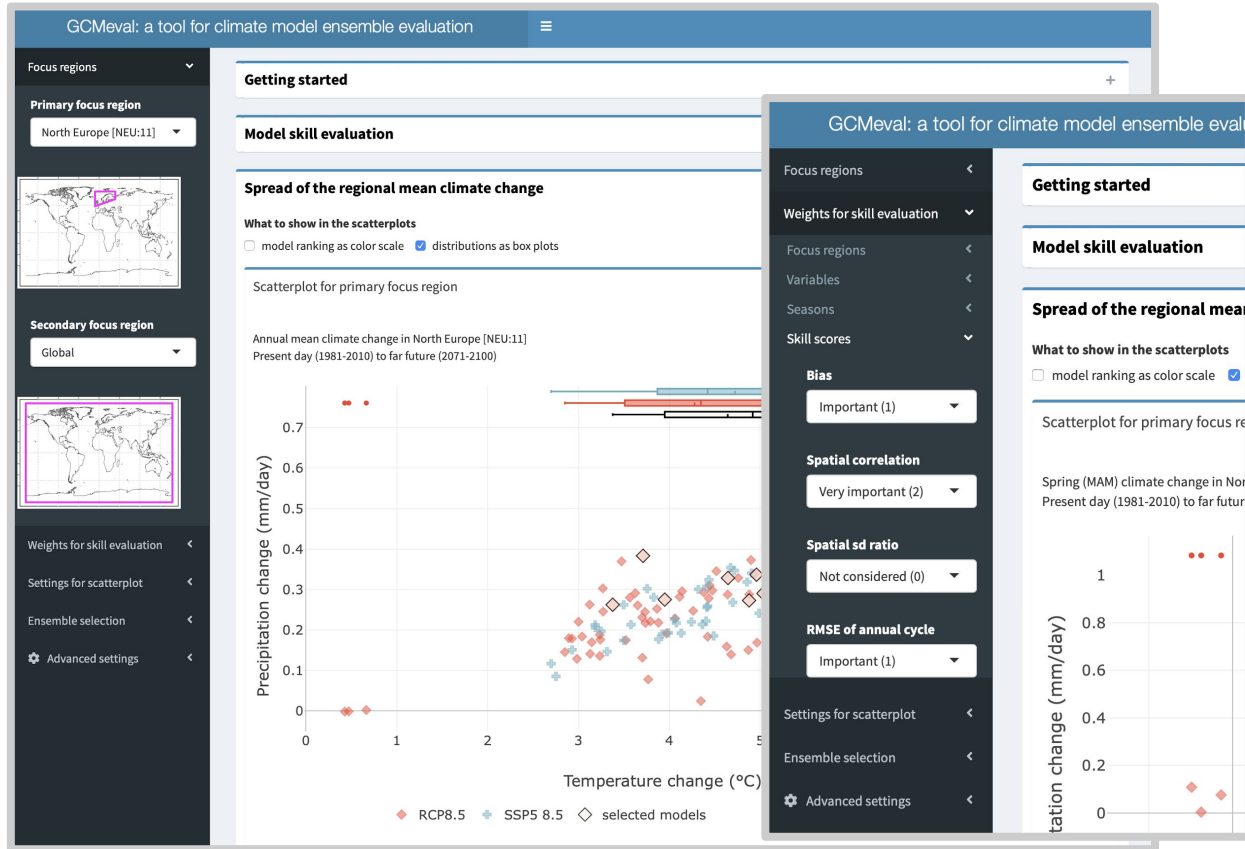 GCMeval: a tool for climate model ensemble evaluation
Focus regions
Primary focus region
North Europe [NEU:11]
Secondary focus region
Global
Weights for skill evaluation
Settings for scatterplot
Ensemble selection
Advanced settings
Getting started
Model skill evaluation
Spread of the regional mean climate change
What to show in the scatterplots
model ranking as color scale
distributions as box plots
Scatterplot for primary focus region
Annual mean climate change in North Europe [NEU:11]
Present day (1981-2010) to far future (2071-2100)
0.7
0.6
0.5
0.4
0.3
0.2
0.1
0
Precipitation change (mm/day)
0 1 2 3 4 5
Temperature change (°C)
RCP8.5 SSP5 8.5 selected models
GCMeval: a tool for climate model ensemble evalu
Focus regions
Weights for skill evaluation
Focus regions
Variables
Seasons
Skill scores
Bias
Important (1)
Spatial correlation
Very important (2)
Spatial sd ratio
Not considered (0)
RMSE of annual cycle
Important (1)
Settings for scatterplot
Ensemble selection
Advanced settings
Getting started
Model skill evaluation
Spread of the regional mear
What to show in the scatterplots
model ranking as color scale
Scatterplot for primary focus re
Spring (MAM) climate change in Nor
Present day (1981-2010) to far futur
1
0.8
0.6
0.4
0.2
0
tation change (mm/day)